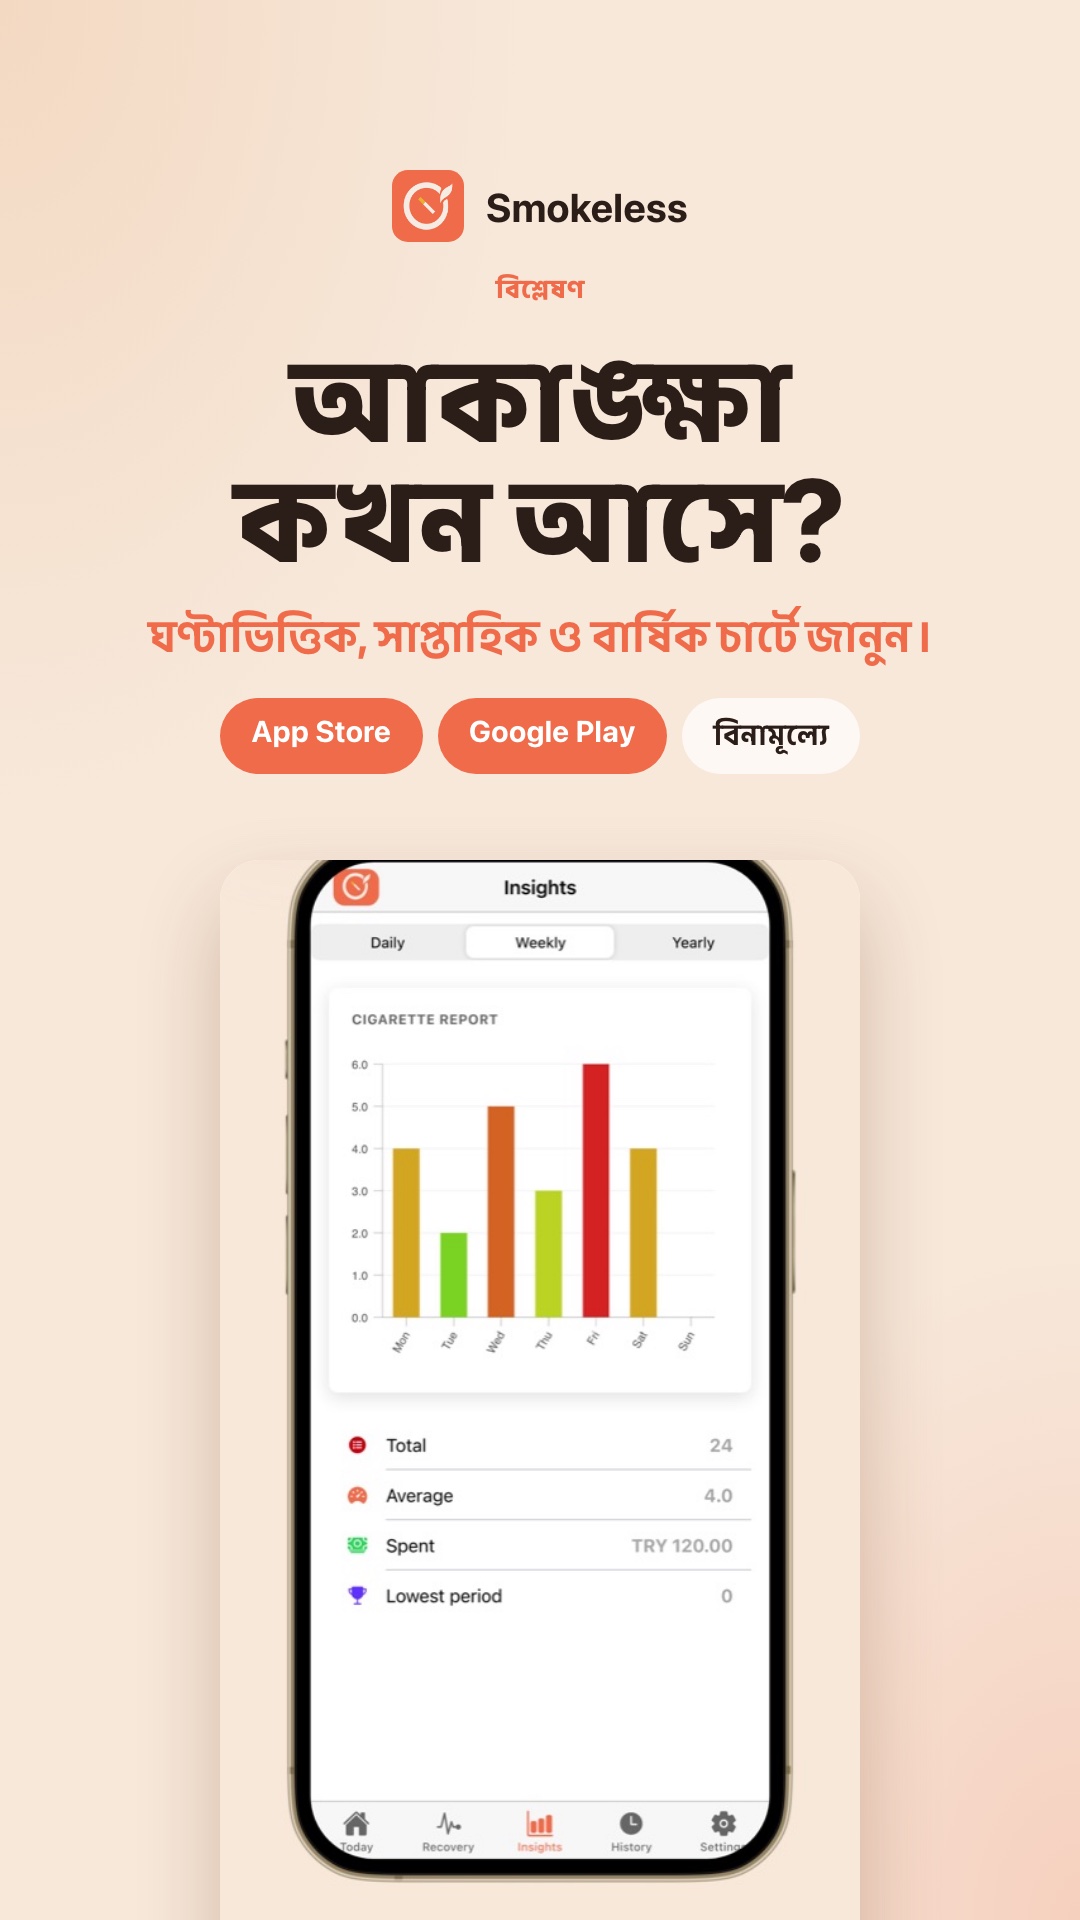 Smokeless
বিশ্লেষণ
আকাঙ্ক্ষা
কখন আসে?
ঘণ্টাভিত্তিক, সাপ্তাহিক ও বার্ষিক চার্টে জানুন।
App Store
Google Play
বিনামূল্যে
Insights
Daily
Weekly
Yearly
CIGARETTE REPORT
6.0
5.0
4.0
3.0
2.0
1.0
0.0
Mon
Tue
Wed
Thu
Fri
Sat
Sun
Total
24
Average
4.0
Spent
TRY 120.00
Lowest period
0
Today
Recovery
Insights
History
Settings